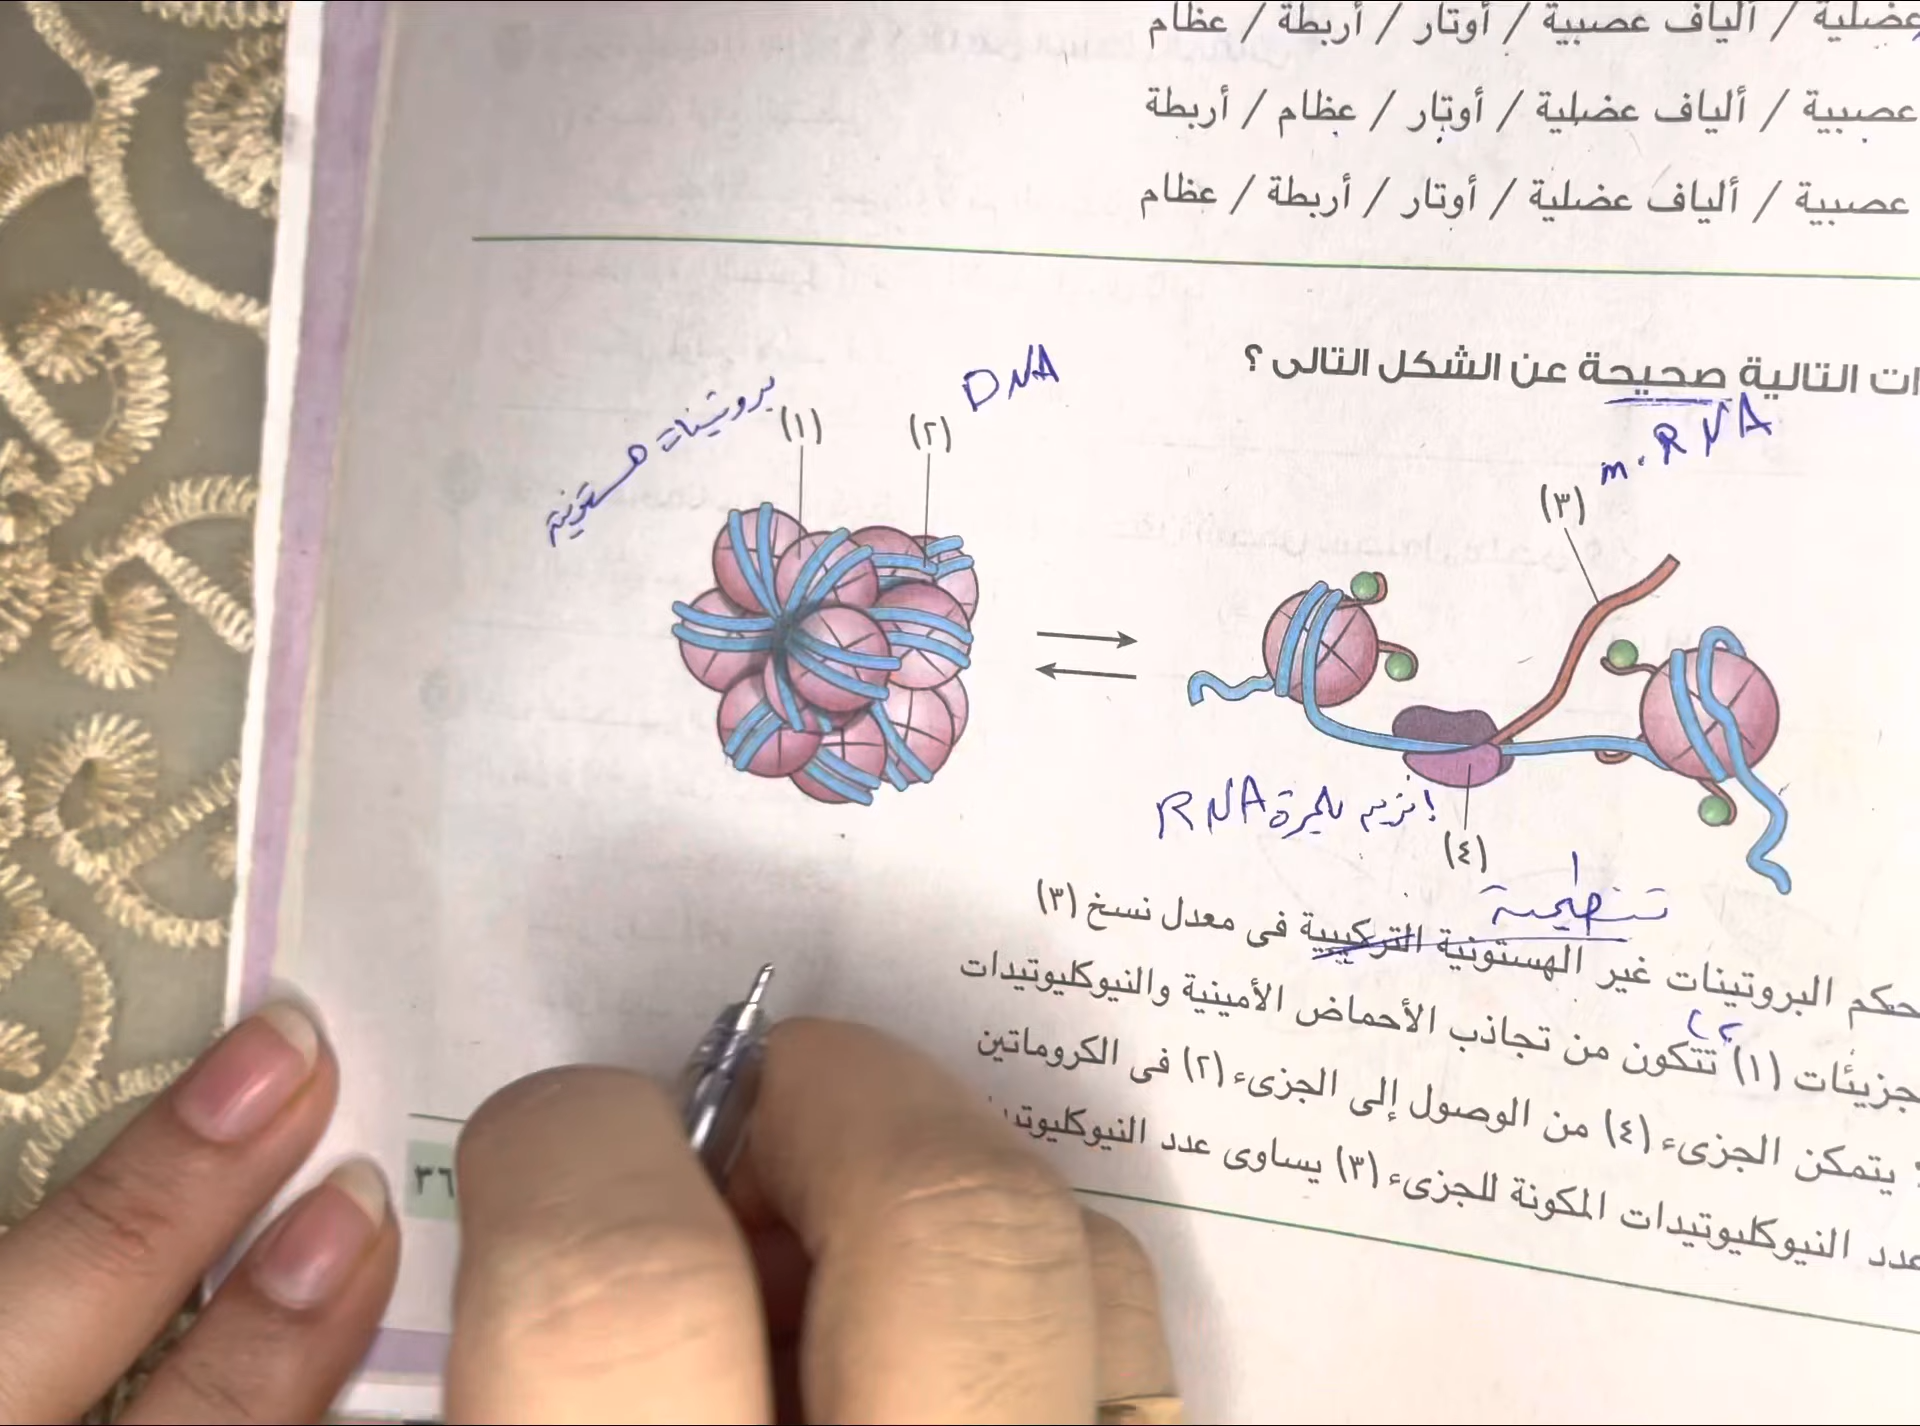 عضلية / ألياف عصبية / أوتار / أربطة / عظام
عصبية / ألياف عضلية / أوتار / عظام / أربطة
عصبية / ألياف عضلية / أوتار / أربطة / عظام
التالية صحيحة عن الشكل التالى ؟
m.RNA
DNA
بروتينات هستونية
(١)
(٢)
(٣)
إنزيم بلمرة RNA
(٤)
تنظيمية
البروتينات غير الهستونية التركيبية فى معدل نسخ (٣)
جزيئات (١) تتكون من تجاذب الأحماض الأمينية والنيوكليوتيدات
يتمكن الجزىء (٤) من الوصول إلى الجزىء (٢) فى الكروماتين
عدد النيوكليوتيدات المكونة للجزىء (٣) يساوى عدد
٣٦